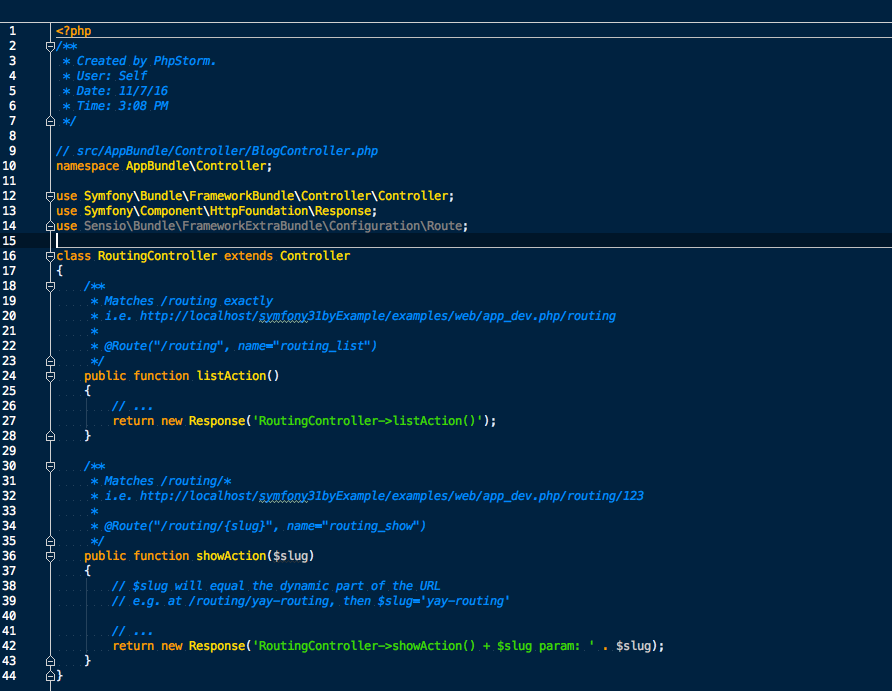 1 <?php
2 /**
3  * Created by PhpStorm.
4  * User: Self
5  * Date: 11/7/16
6  * Time: 3:08 PM
7  */
8
9 // src/AppBundle/Controller/BlogController.php
10 namespace AppBundle\Controller;
11
12 use Symfony\Bundle\FrameworkBundle\Controller\Controller;
13 use Symfony\Component\HttpFoundation\Response;
14 use Sensio\Bundle\FrameworkExtraBundle\Configuration\Route;
15
16 class RoutingController extends Controller
17 {
18     /**
19      * Matches /routing exactly
20      * i.e. http://localhost/symfony31byExample/examples/web/app_dev.php/routing
21      *
22      * @Route("/routing", name="routing_list")
23      */
24     public function listAction()
25     {
26         // ...
27         return new Response('RoutingController->listAction()');
28     }
29
30     /**
31      * Matches /routing/*
32      * i.e. http://localhost/symfony31byExample/examples/web/app_dev.php/routing/123
33      *
34      * @Route("/routing/{slug}", name="routing_show")
35      */
36     public function showAction($slug)
37     {
38         // $slug will equal the dynamic part of the URL
39         // e.g. at /routing/yay-routing, then $slug='yay-routing'
40
41         // ...
42         return new Response('RoutingController->showAction() + $slug param: ' . $slug);
43     }
44 }